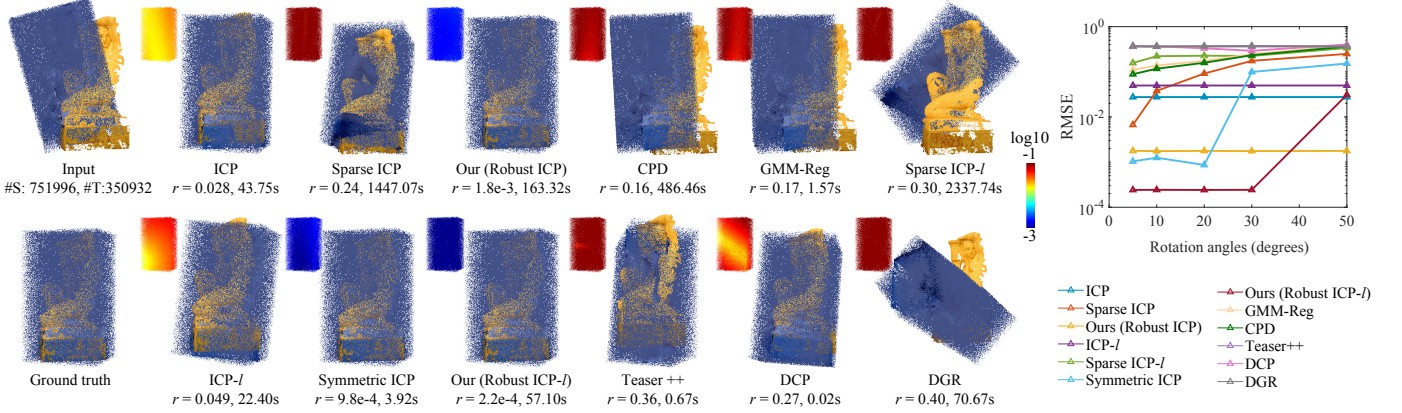 Input
#S: 751996, #T:350932
ICP
r = 0.028, 43.75s
Sparse ICP
r = 0.24, 1447.07s
Our (Robust ICP)
r = 1.8e-3, 163.32s
CPD
r = 0.16, 486.46s
GMM-Reg
r = 0.17, 1.57s
Sparse ICP-l
r = 0.30, 2337.74s
log10
-1
-3
Ground truth
ICP-l
r = 0.049, 22.40s
Symmetric ICP
r = 9.8e-4, 3.92s
Our (Robust ICP-l)
r = 2.2e-4, 57.10s
Teaser ++
r = 0.36, 0.67s
DCP
r = 0.27, 0.02s
DGR
r = 0.40, 70.67s
RMSE
10^0
10^-2
10^-4
0 10 20 30 40 50
Rotation angles (degrees)
ICP
Sparse ICP
Ours (Robust ICP)
ICP-l
Sparse ICP-l
Symmetric ICP
Ours (Robust ICP-l)
GMM-Reg
CPD
Teaser++
DCP
DGR